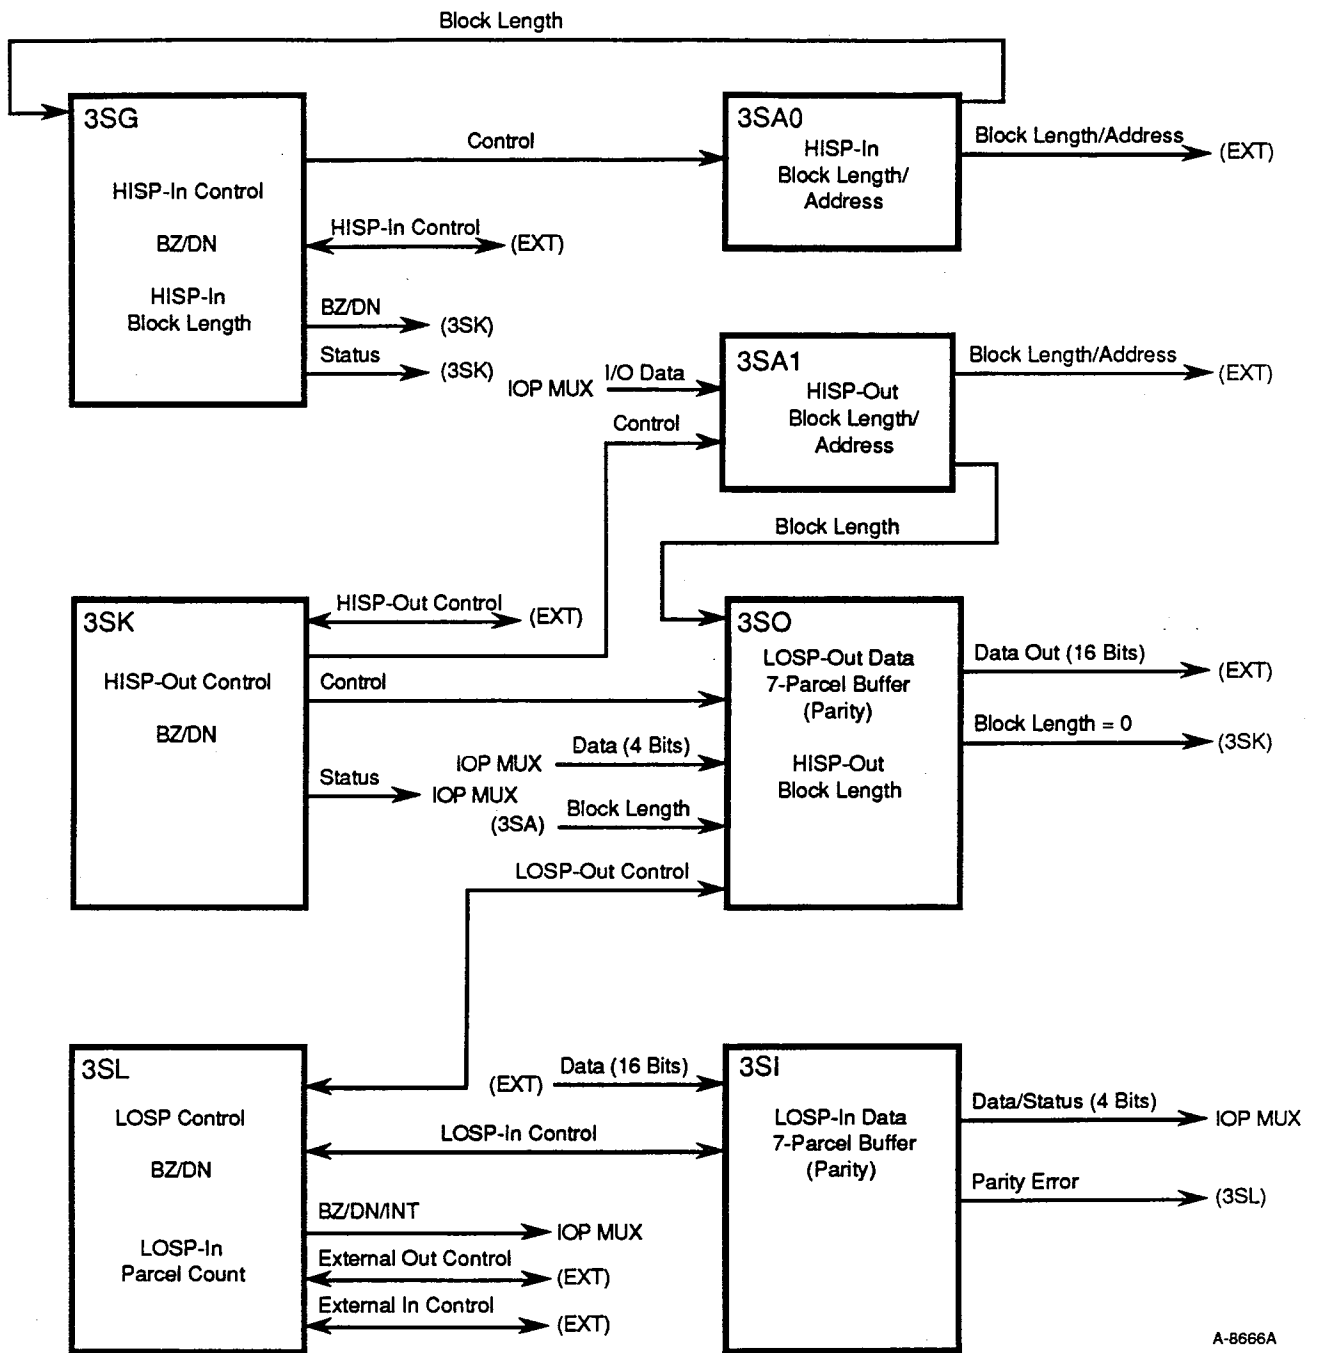 Block Length
3SG
HISP-In Control
BZ/DN
HISP-In
Block Length
Control
HISP-In Control
(EXT)
BZ/DN
(3SK)
Status
(3SK)
3SA0
HISP-In
Block Length/
Address
Block Length/Address
(EXT)
IOP MUX
I/O Data
Control
3SA1
HISP-Out
Block Length/
Address
Block Length/Address
(EXT)
Block Length
3SK
HISP-Out Control
BZ/DN
HISP-Out Control
(EXT)
Control
Status
IOP MUX
IOP MUX
Data (4 Bits)
(3SA)
Block Length
LOSP-Out Control
3SO
LOSP-Out Data
7-Parcel Buffer
(Parity)
HISP-Out
Block Length
Data Out (16 Bits)
(EXT)
Block Length = 0
(3SK)
3SL
LOSP Control
BZ/DN
LOSP-In
Parcel Count
(EXT)
Data (16 Bits)
LOSP-In Control
BZ/DN/INT
IOP MUX
External Out Control
(EXT)
External In Control
(EXT)
3SI
LOSP-In Data
7-Parcel Buffer
(Parity)
Data/Status (4 Bits)
IOP MUX
Parity Error
(3SL)
A-8666A